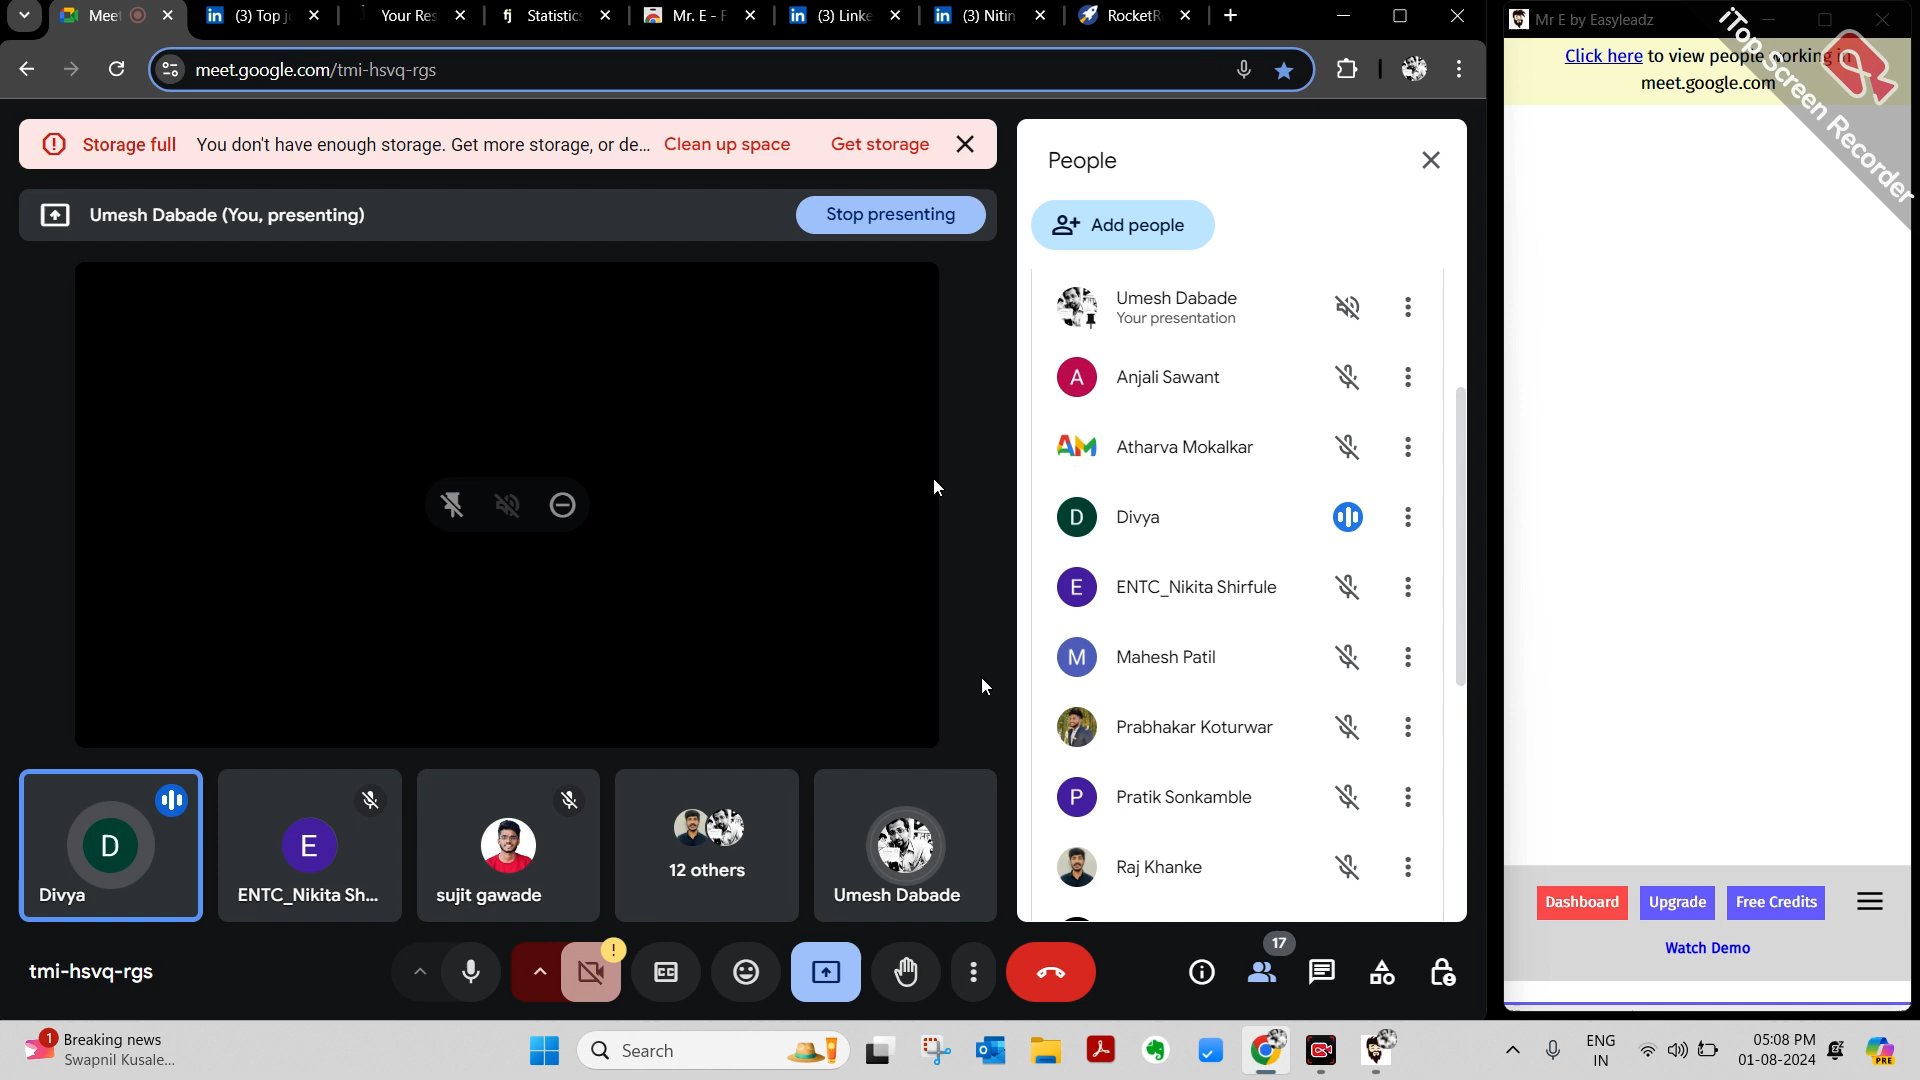 Meet
(3) Top j
Your Res
Statistic
Mr. E - F
(3) Linke
(3) Nitin
RocketR
meet.google.com/tmi-hsvq-rgs
Storage full You don't have enough storage. Get more storage, or de... Clean up space Get storage
Umesh Dabade (You, presenting)
Stop presenting
People
Add people
Umesh Dabade
Your presentation
A Anjali Sawant
AM Atharva Mokalkar
D Divya
E ENTC_Nikita Shirfule
M Mahesh Patil
Prabhakar Koturwar
P Pratik Sonkamble
Raj Khanke
D
Divya
E
ENTC_Nikita Sh...
sujit gawade
12 others
Umesh Dabade
tmi-hsvq-rgs
17
Mr E by Easyleadz
Click here to view people working in
meet.google.com
iTop Screen Recorder
Dashboard
Upgrade
Free Credits
Watch Demo
1
Breaking news
Swapnil Kusale...
Search
ENG
IN
05:08 PM
01-08-2024
PRE